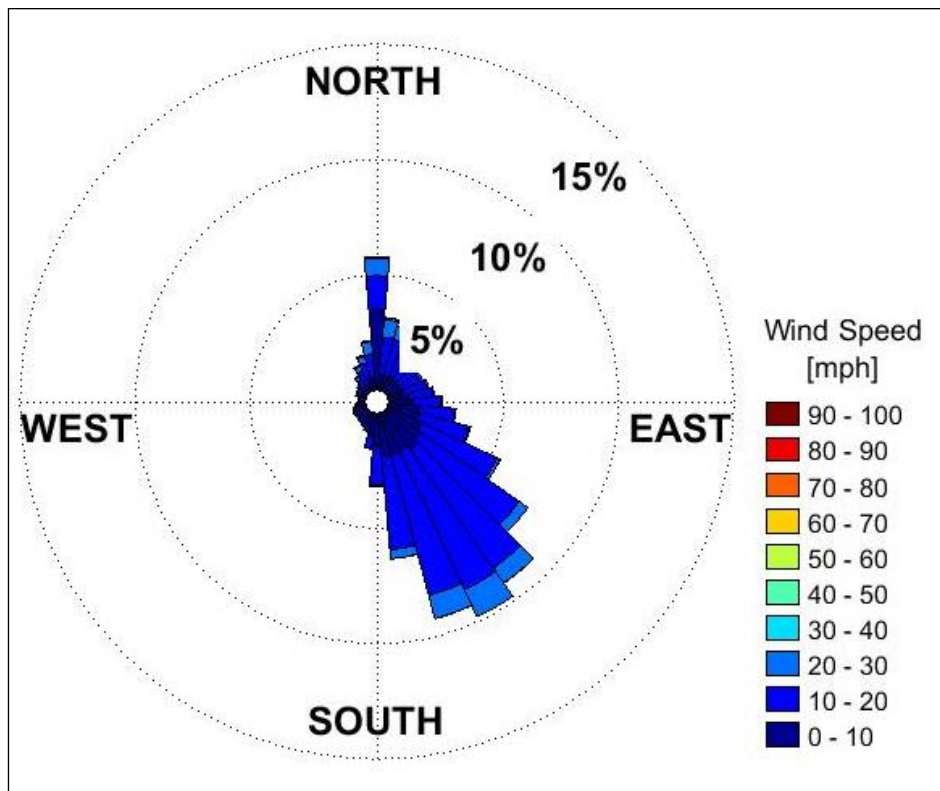 NORTH
15%
10%
5%
WEST
EAST
SOUTH
Wind Speed
[mph]
90 - 100
80 - 90
70 - 80
60 - 70
50 - 60
40 - 50
30 - 40
20 - 30
10 - 20
0 - 10